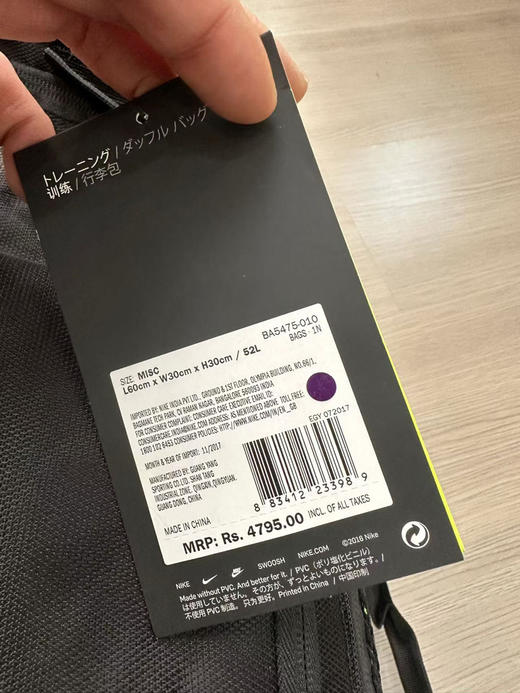 トレーニング / ダッフル バッグ
训练 / 行李包
BA5475-010
BAGS - 1N
SIZE MISC
L60cm x W30cm x H30cm / 52L
IMPORTED BY: NIKE INDIA PVT LTD., GROUND & 1ST FLOOR, OLYMPIA BUILDING, NO.66/1,
BAGMANE TECH PARK, CV RAMAN NAGAR, BANGALORE 560093 INDIA
FOR CONSUMER COMPLAINT, CONSUMER CARE EXECUTIVE EMAIL ID:
CONSUMERCARE.INDIA@NIKE.COM ADDRESS: AS MENTIONED ABOVE TOLL FREE:
1800 102 6453 CONSUMER POLICIES: HTTP://WWW.NIKE.COM/IN/EN_GB
EGY 072017
MONTH & YEAR OF IMPORT: 11/2017
MANUFACTURED BY: GUANG YANG
SPORTING CO LTD. SHAN TANG
INDUSTRIAL ZONE, QINGXIN,QINGYUAN,
GUANG DONG, CHINA
8 83412 23398 9
MADE IN CHINA
MRP: Rs. 4795.00 INCL. OF ALL TAXES
NIKE SWOOSH NIKE.COM ©2016 Nike
Made without PVC. And better for it. / PVC (ポリ塩化ビニル)
は使用していません。その方が、ずっとよいものになります。/
不使用 PVC 制造。只为更好。Printed in China / 中国印制